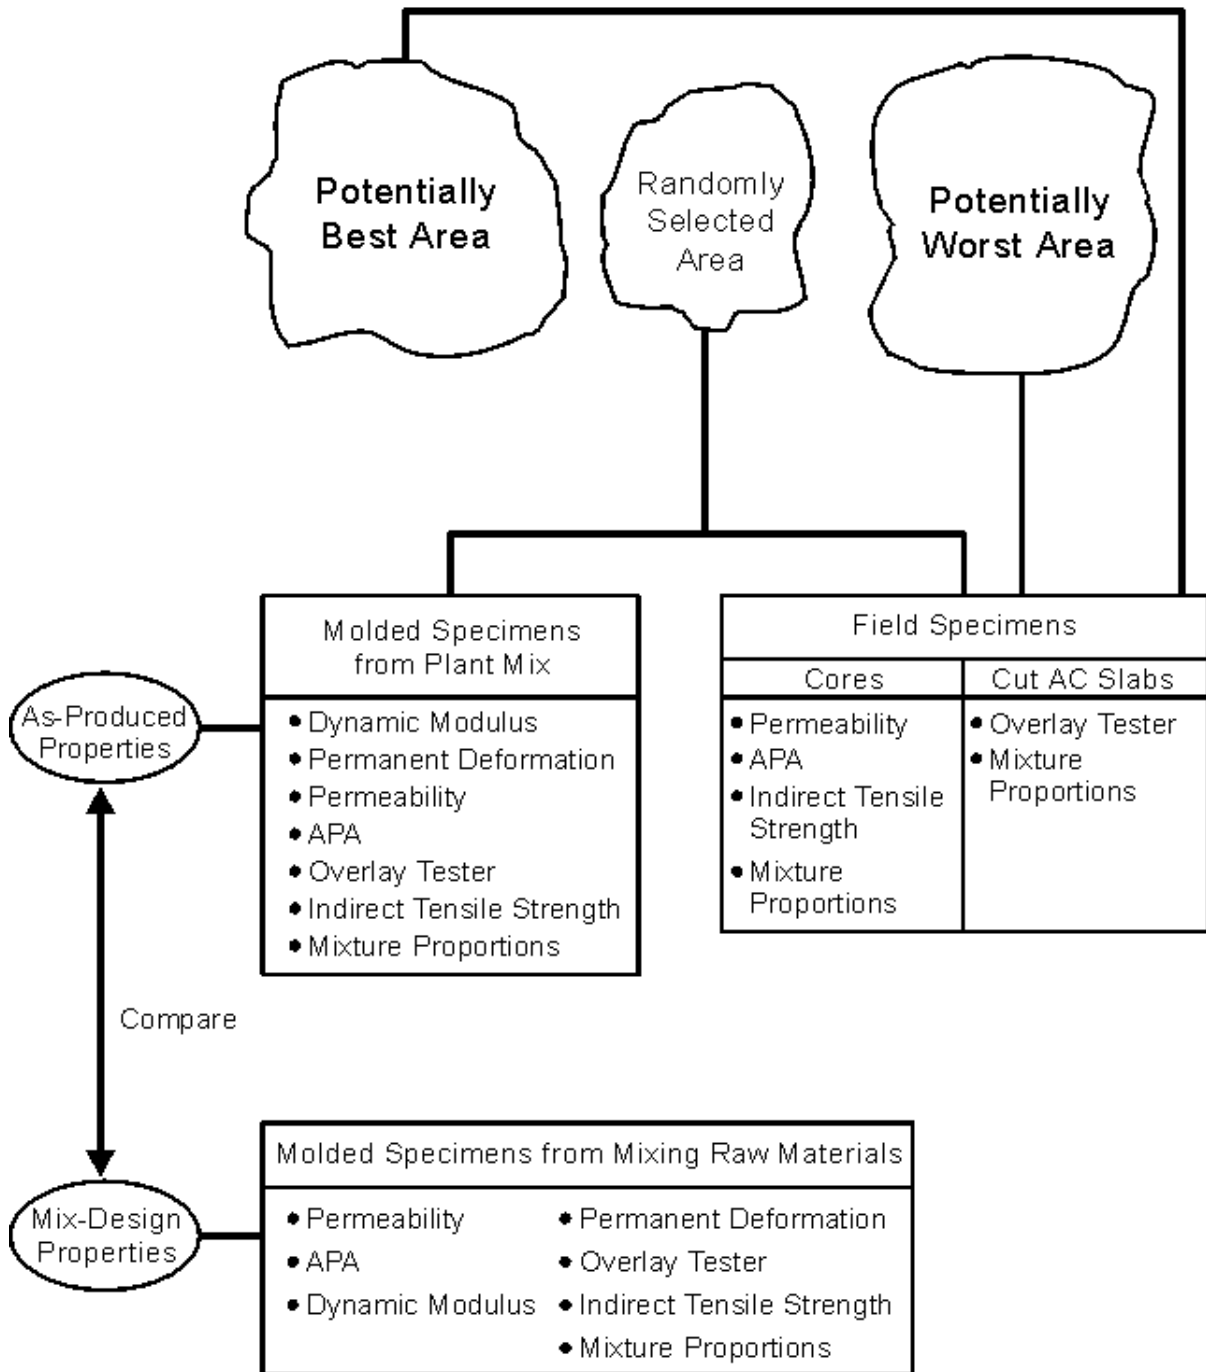 Potentially
Best Area
Randomly
Selected
Area
Potentially
Worst Area
Molded Specimens
from Plant Mix
• Dynamic Modulus
• Permanent Deformation
• Permeability
• APA
• Overlay Tester
• Indirect Tensile Strength
• Mixture Proportions
Field Specimens
Cores
• Permeability
• APA
• Indirect Tensile
Strength
• Mixture
Proportions
Cut AC Slabs
• Overlay Tester
• Mixture
Proportions
As-Produced
Properties
Compare
Mix-Design
Properties
Molded Specimens from Mixing Raw Materials
• Permeability
• APA
• Dynamic Modulus
• Permanent Deformation
• Overlay Tester
• Indirect Tensile Strength
• Mixture Proportions